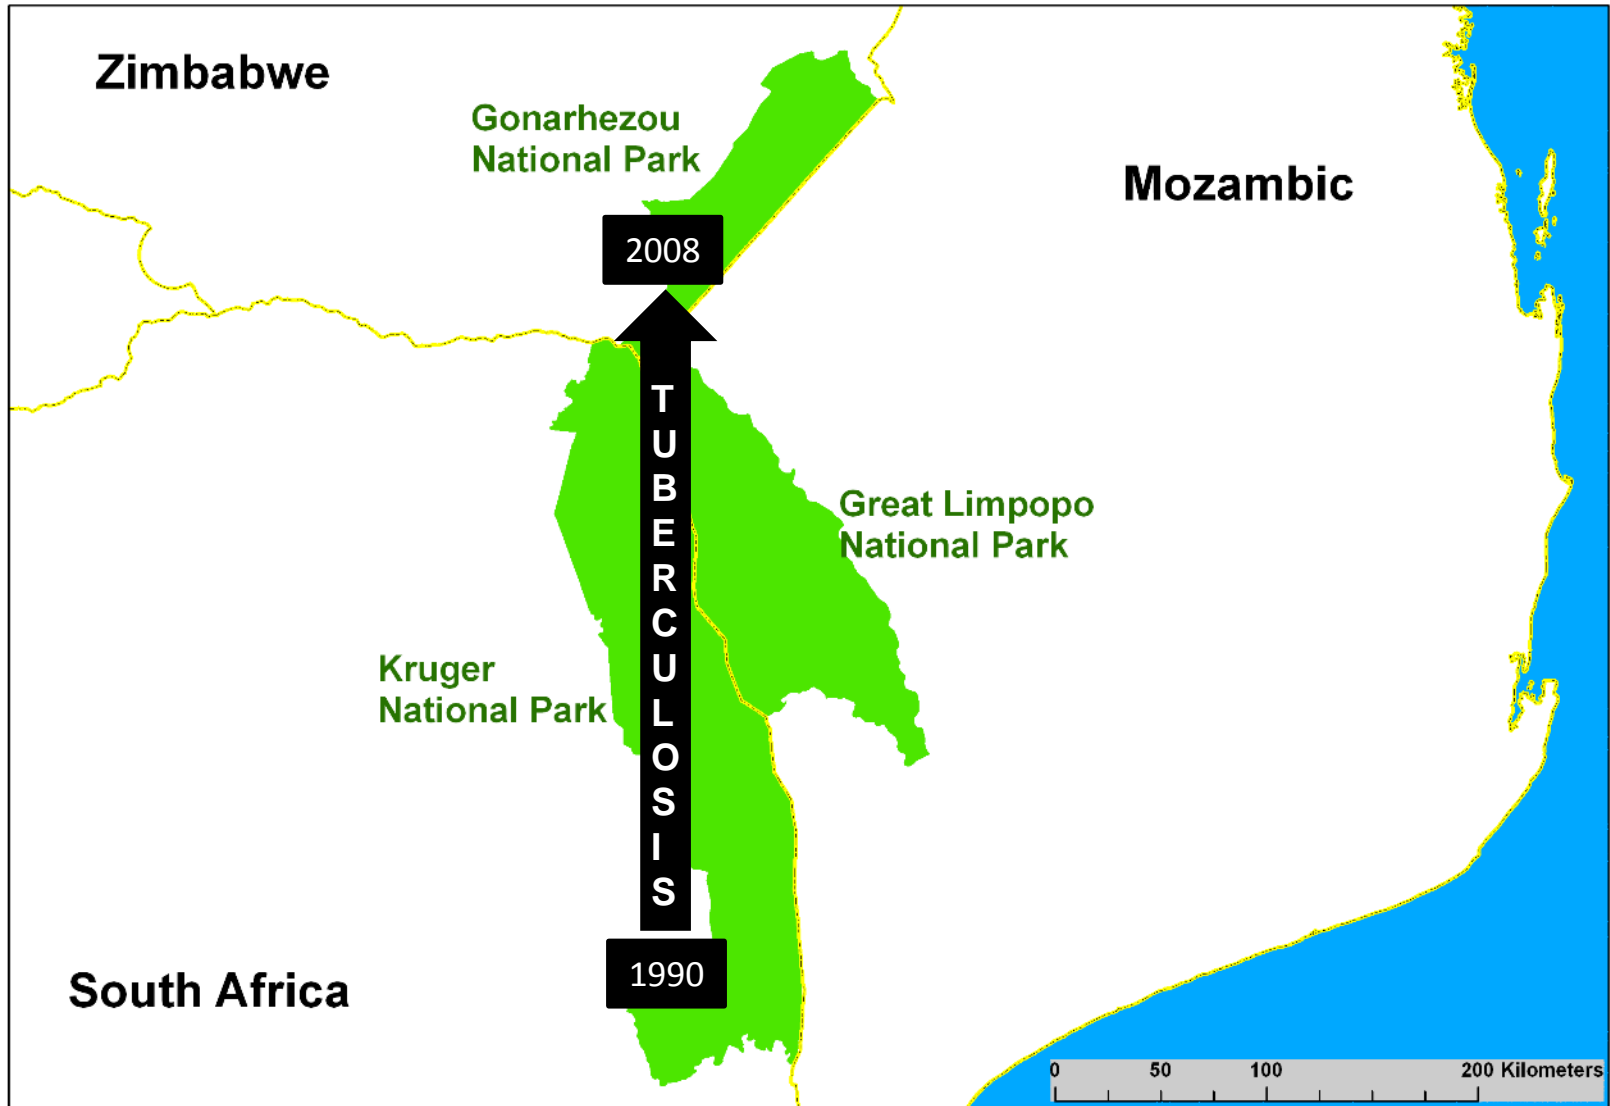 Zimbabwe
Gonarhezou
National Park
Mozambic
2008
TUBERCULOSIS
Great Limpopo
National Park
Kruger
National Park
1990
South Africa
0 50 100 200 Kilometers